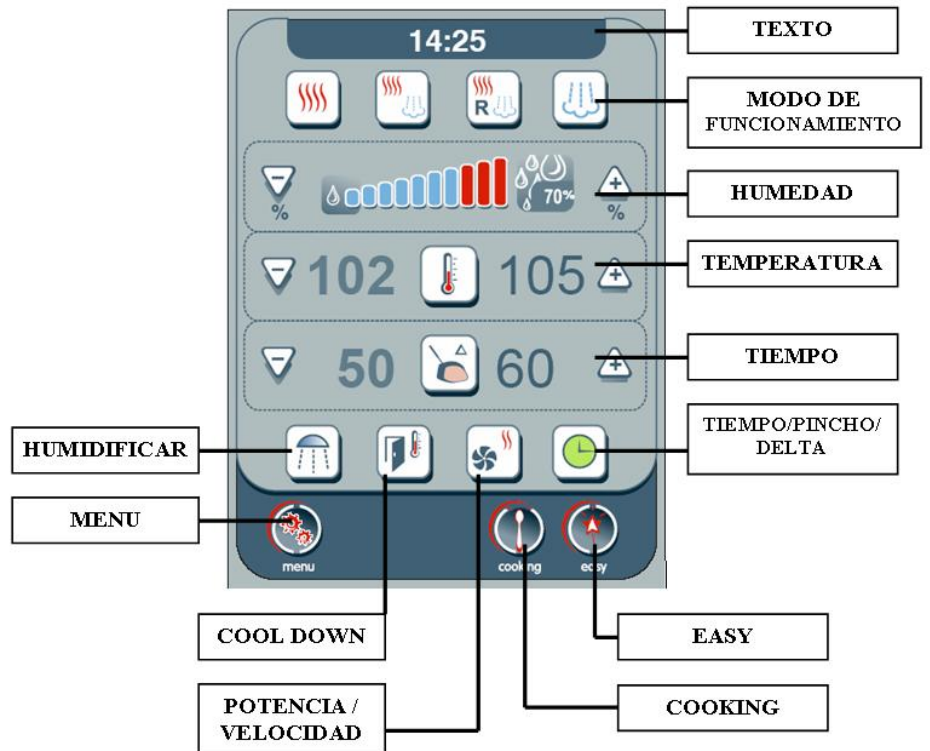 14:25
TEXTO
R
MODO DE
FUNCIONAMIENTO
%
70%
%
HUMEDAD
102
105
TEMPERATURA
50
60
TIEMPO
HUMIDIFICAR
TIEMPO/PINCHO/
DELTA
MENU
menu
cooking
easy
COOL DOWN
EASY
POTENCIA /
VELOCIDAD
COOKING